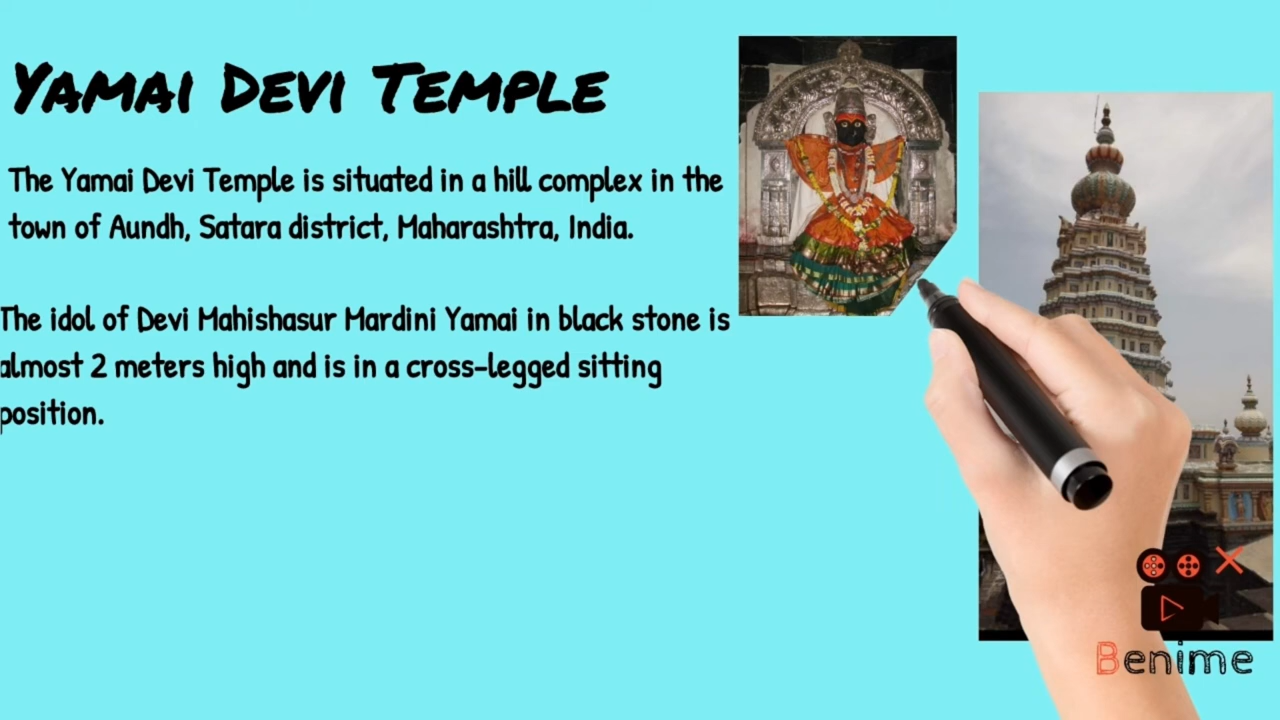 Yamai Devi Temple
The Yamai Devi Temple is situated in a hill complex in the
town of Aundh, Satara district, Maharashtra, India.
The idol of Devi Mahishasur Mardini Yamai in black stone is
almost 2 meters high and is in a cross-legged sitting
position.
Benime